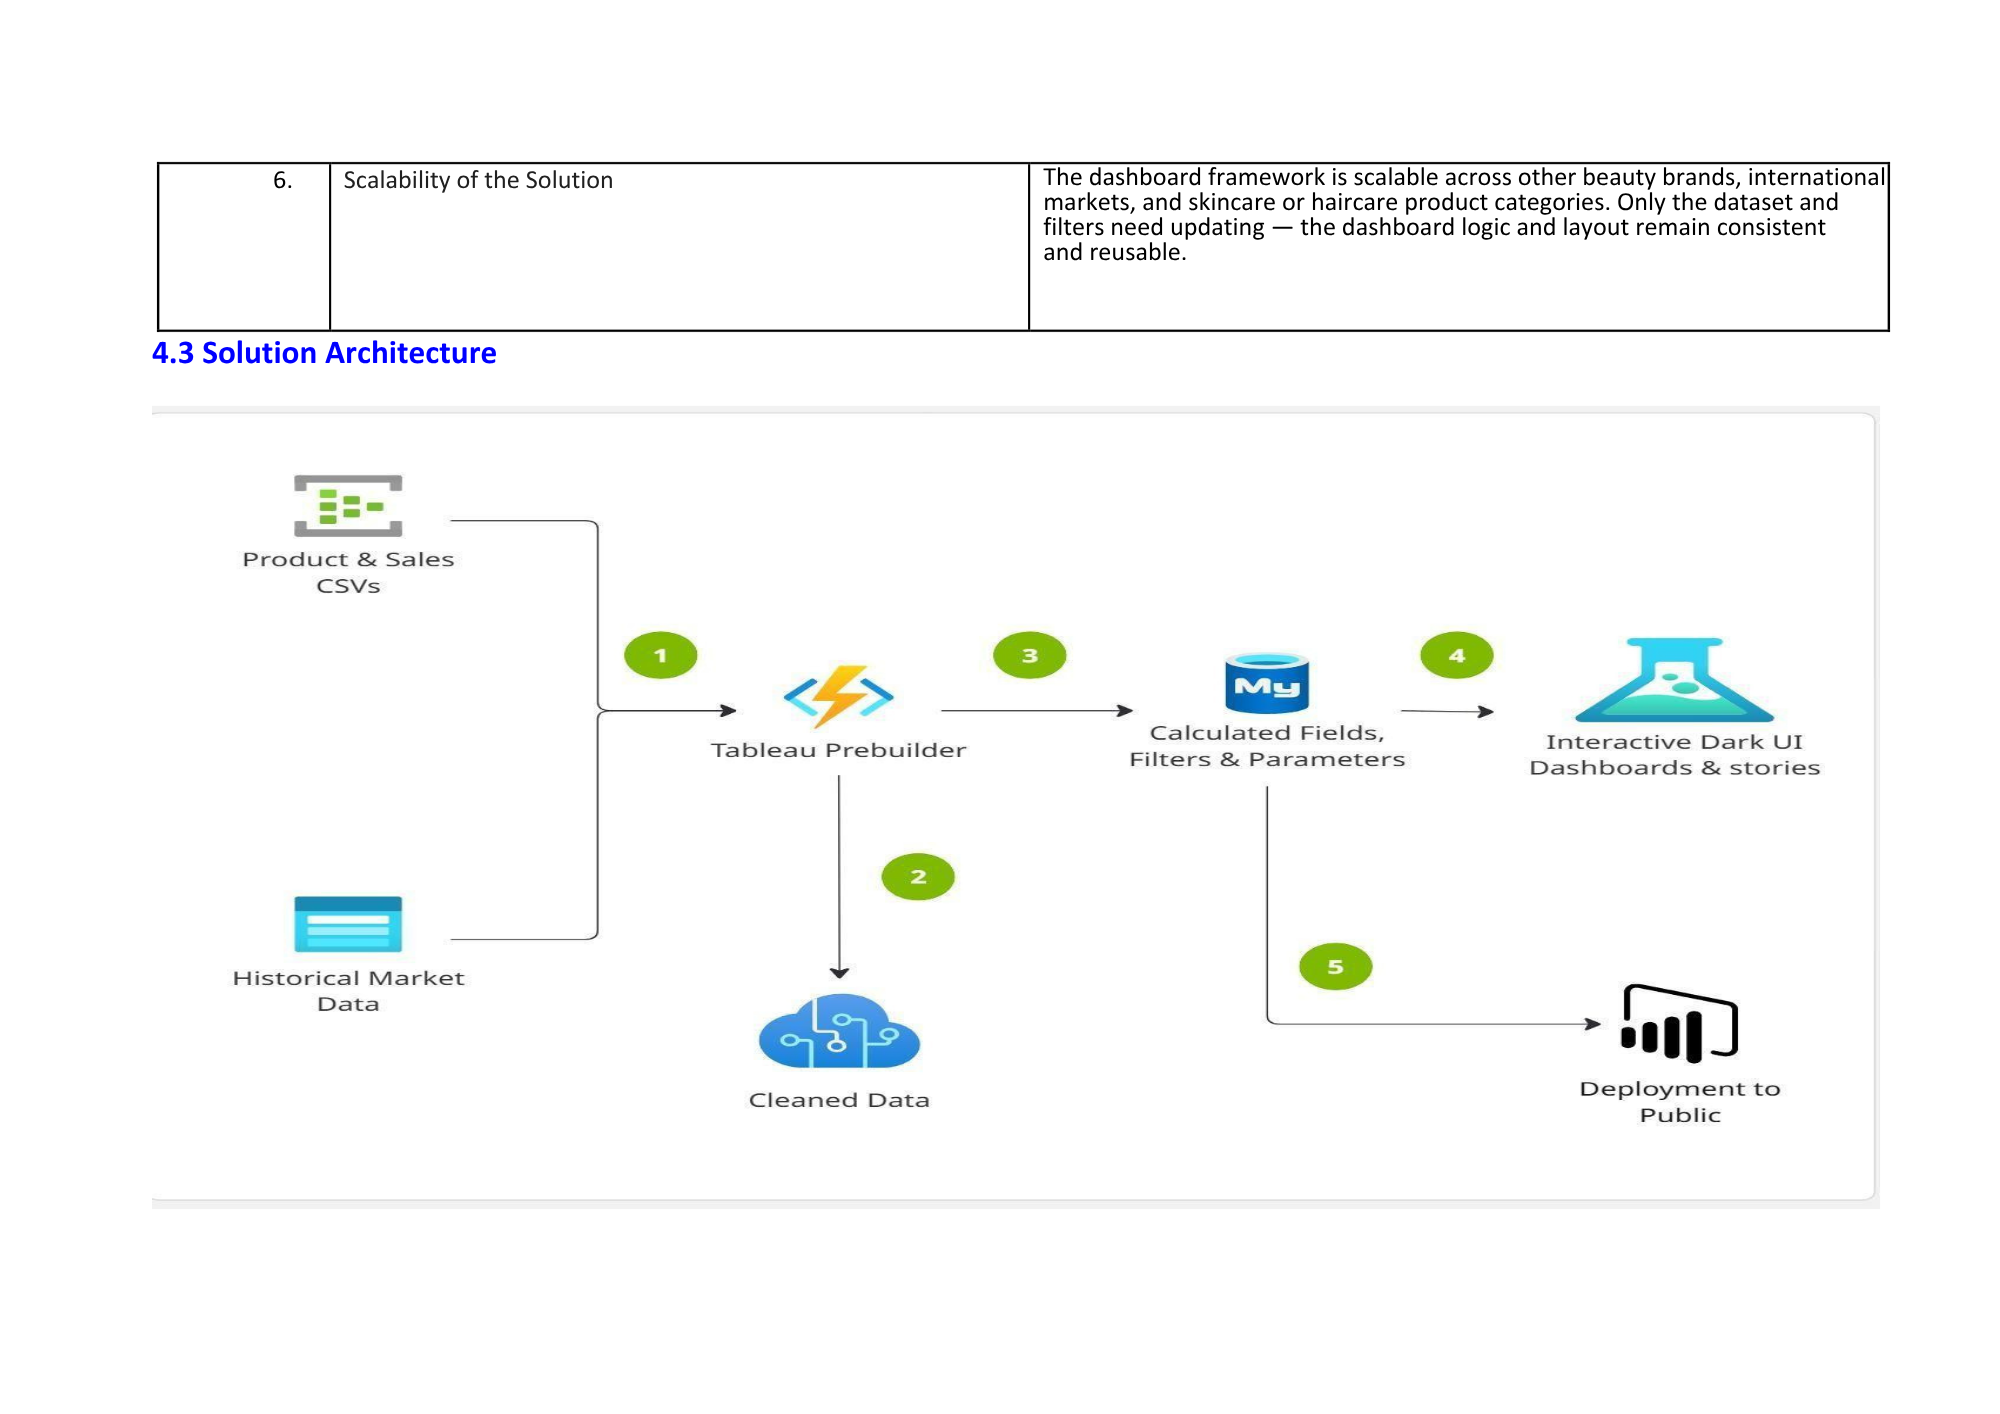 6.
Scalability of the Solution
The dashboard framework is scalable across other beauty brands, international
markets, and skincare or haircare product categories. Only the dataset and
filters need updating — the dashboard logic and layout remain consistent
and reusable.
4.3 Solution Architecture
Product & Sales
CSVs
1
3
4
My
Tableau Prebuilder
Calculated Fields,
Filters & Parameters
Interactive Dark UI
Dashboards & stories
2
5
Historical Market
Data
Cleaned Data
Deployment to
Public